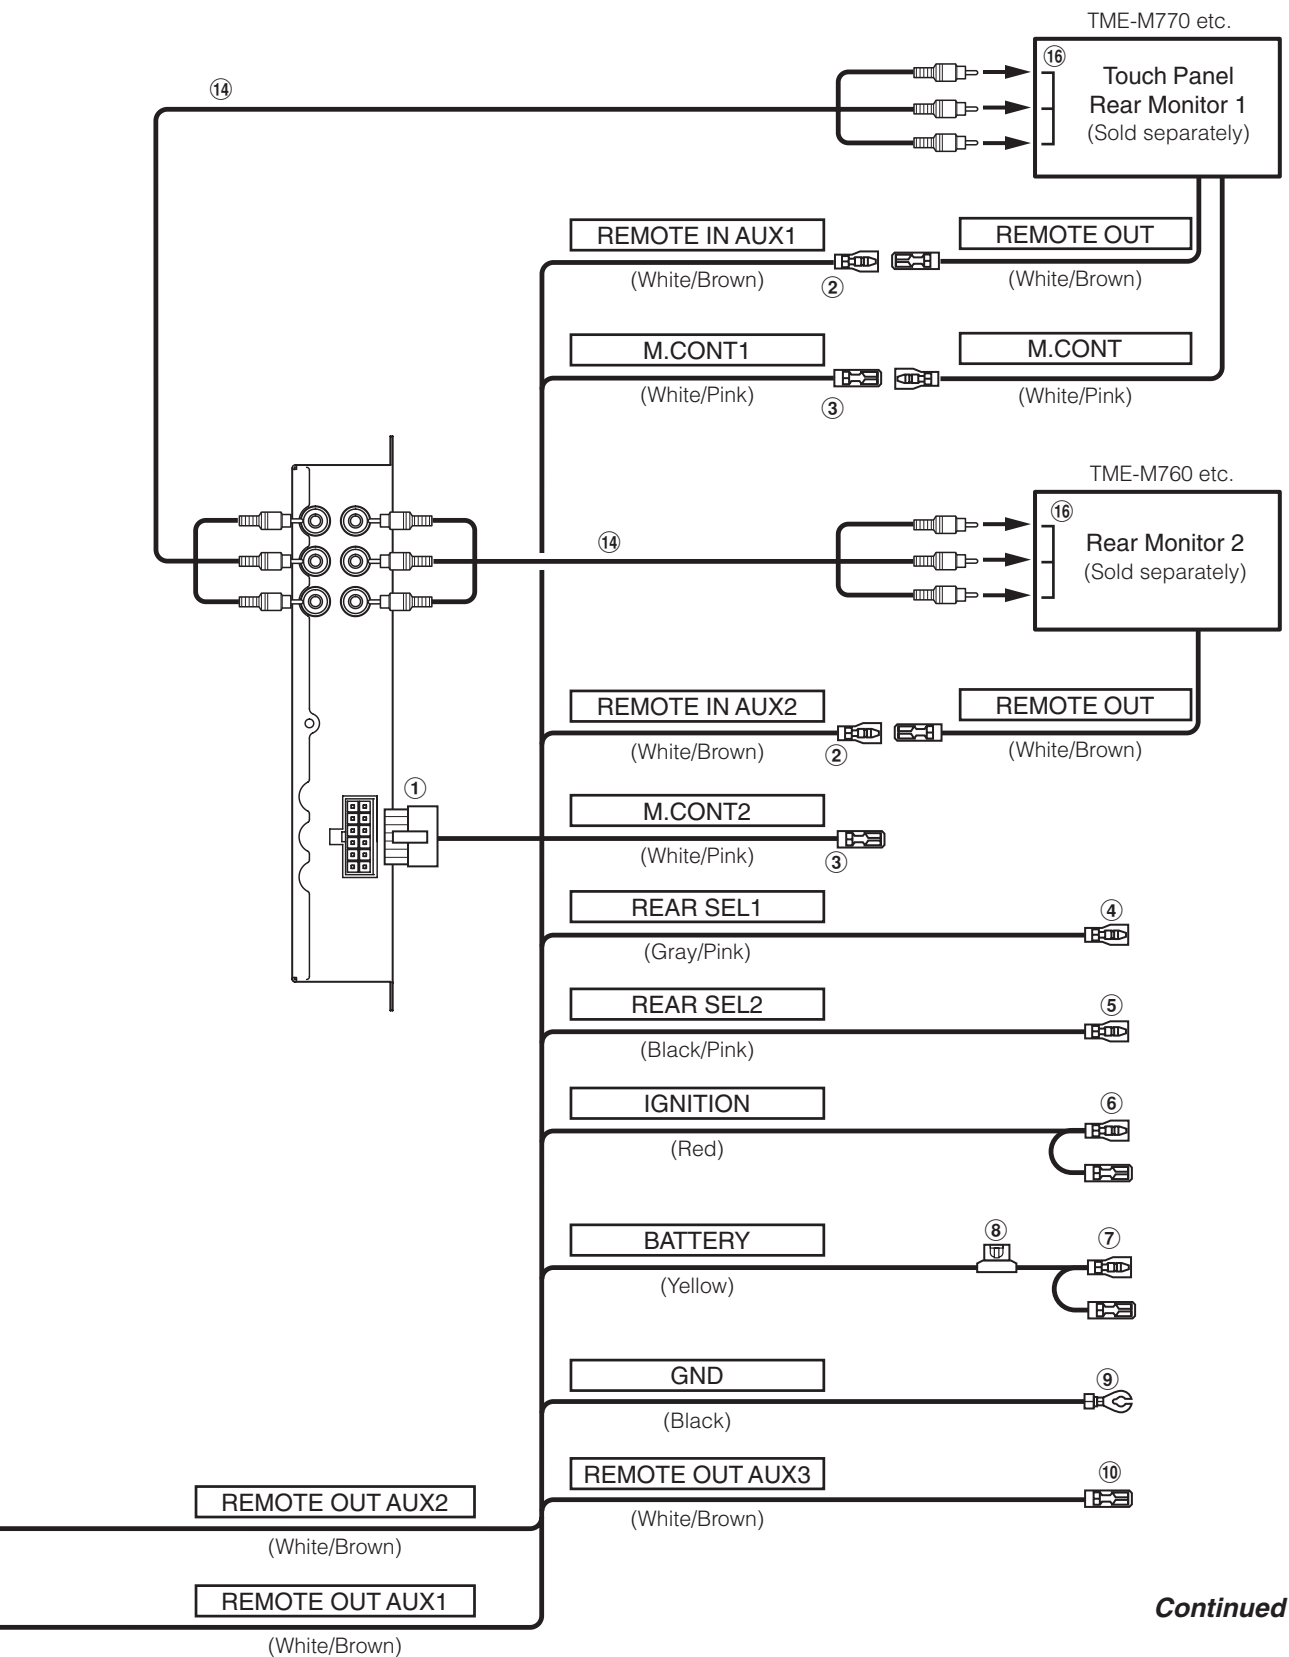 TME-M770 etc.
⑯
Touch Panel
Rear Monitor 1
(Sold separately)
⑭
REMOTE IN AUX1
REMOTE OUT
(White/Brown)
②
(White/Brown)
M.CONT1
M.CONT
(White/Pink)
③
(White/Pink)
TME-M760 etc.
⑯
Rear Monitor 2
(Sold separately)
⑭
REMOTE IN AUX2
REMOTE OUT
(White/Brown)
②
(White/Brown)
①
M.CONT2
(White/Pink)
③
REAR SEL1
④
(Gray/Pink)
REAR SEL2
⑤
(Black/Pink)
IGNITION
⑥
(Red)
BATTERY
⑧
⑦
(Yellow)
GND
⑨
(Black)
REMOTE OUT AUX3
⑩
(White/Brown)
REMOTE OUT AUX2
(White/Brown)
REMOTE OUT AUX1
(White/Brown)
Continued